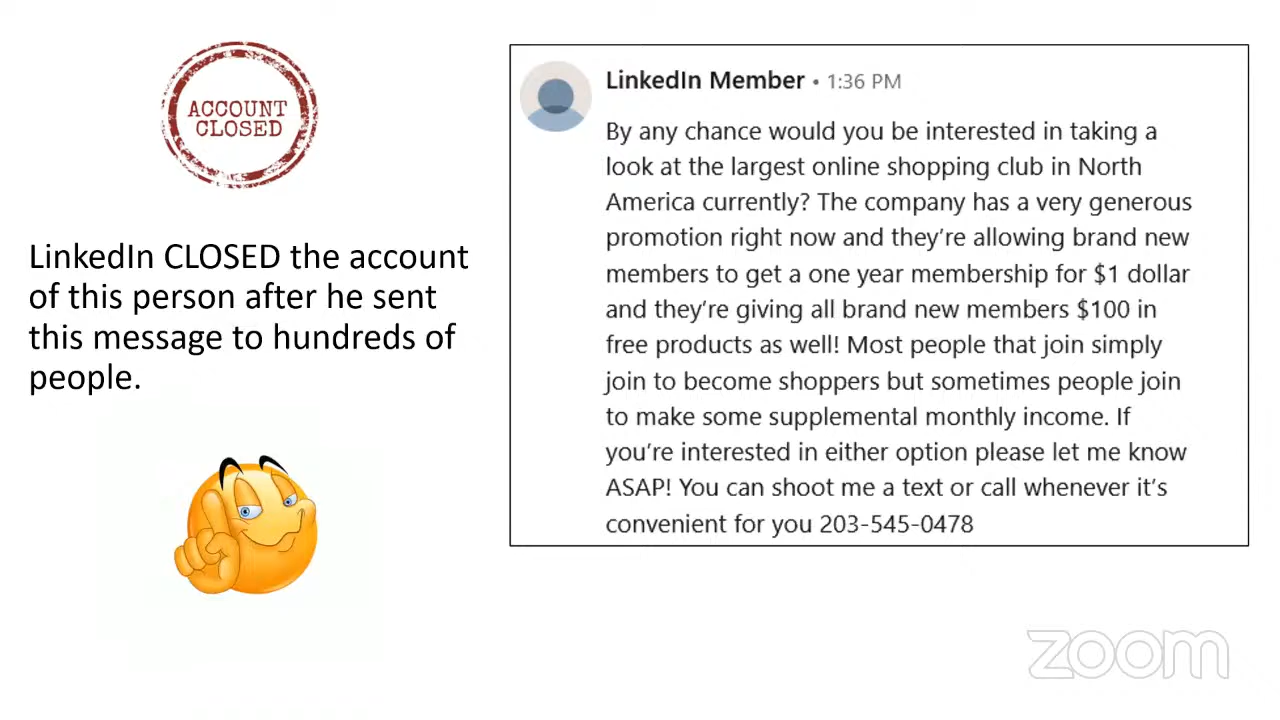 ACCOUNT
CLOSED
LinkedIn CLOSED the account
of this person after he sent
this message to hundreds of
people.
LinkedIn Member • 1:36 PM
By any chance would you be interested in taking a
look at the largest online shopping club in North
America currently? The company has a very generous
promotion right now and they're allowing brand new
members to get a one year membership for $1 dollar
and they're giving all brand new members $100 in
free products as well! Most people that join simply
join to become shoppers but sometimes people join
to make some supplemental monthly income. If
you're interested in either option please let me know
ASAP! You can shoot me a text or call whenever it's
convenient for you 203-545-0478
zoom